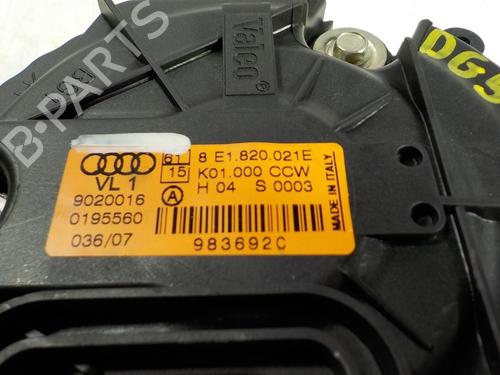 Valeo
DG
B-PARTS
VL 1
9020016
0195560
036/07
61
15
A
8 E1.820.021E
K01.000 CCW
H 04 S 0003
983692C
MADE IN ITALY